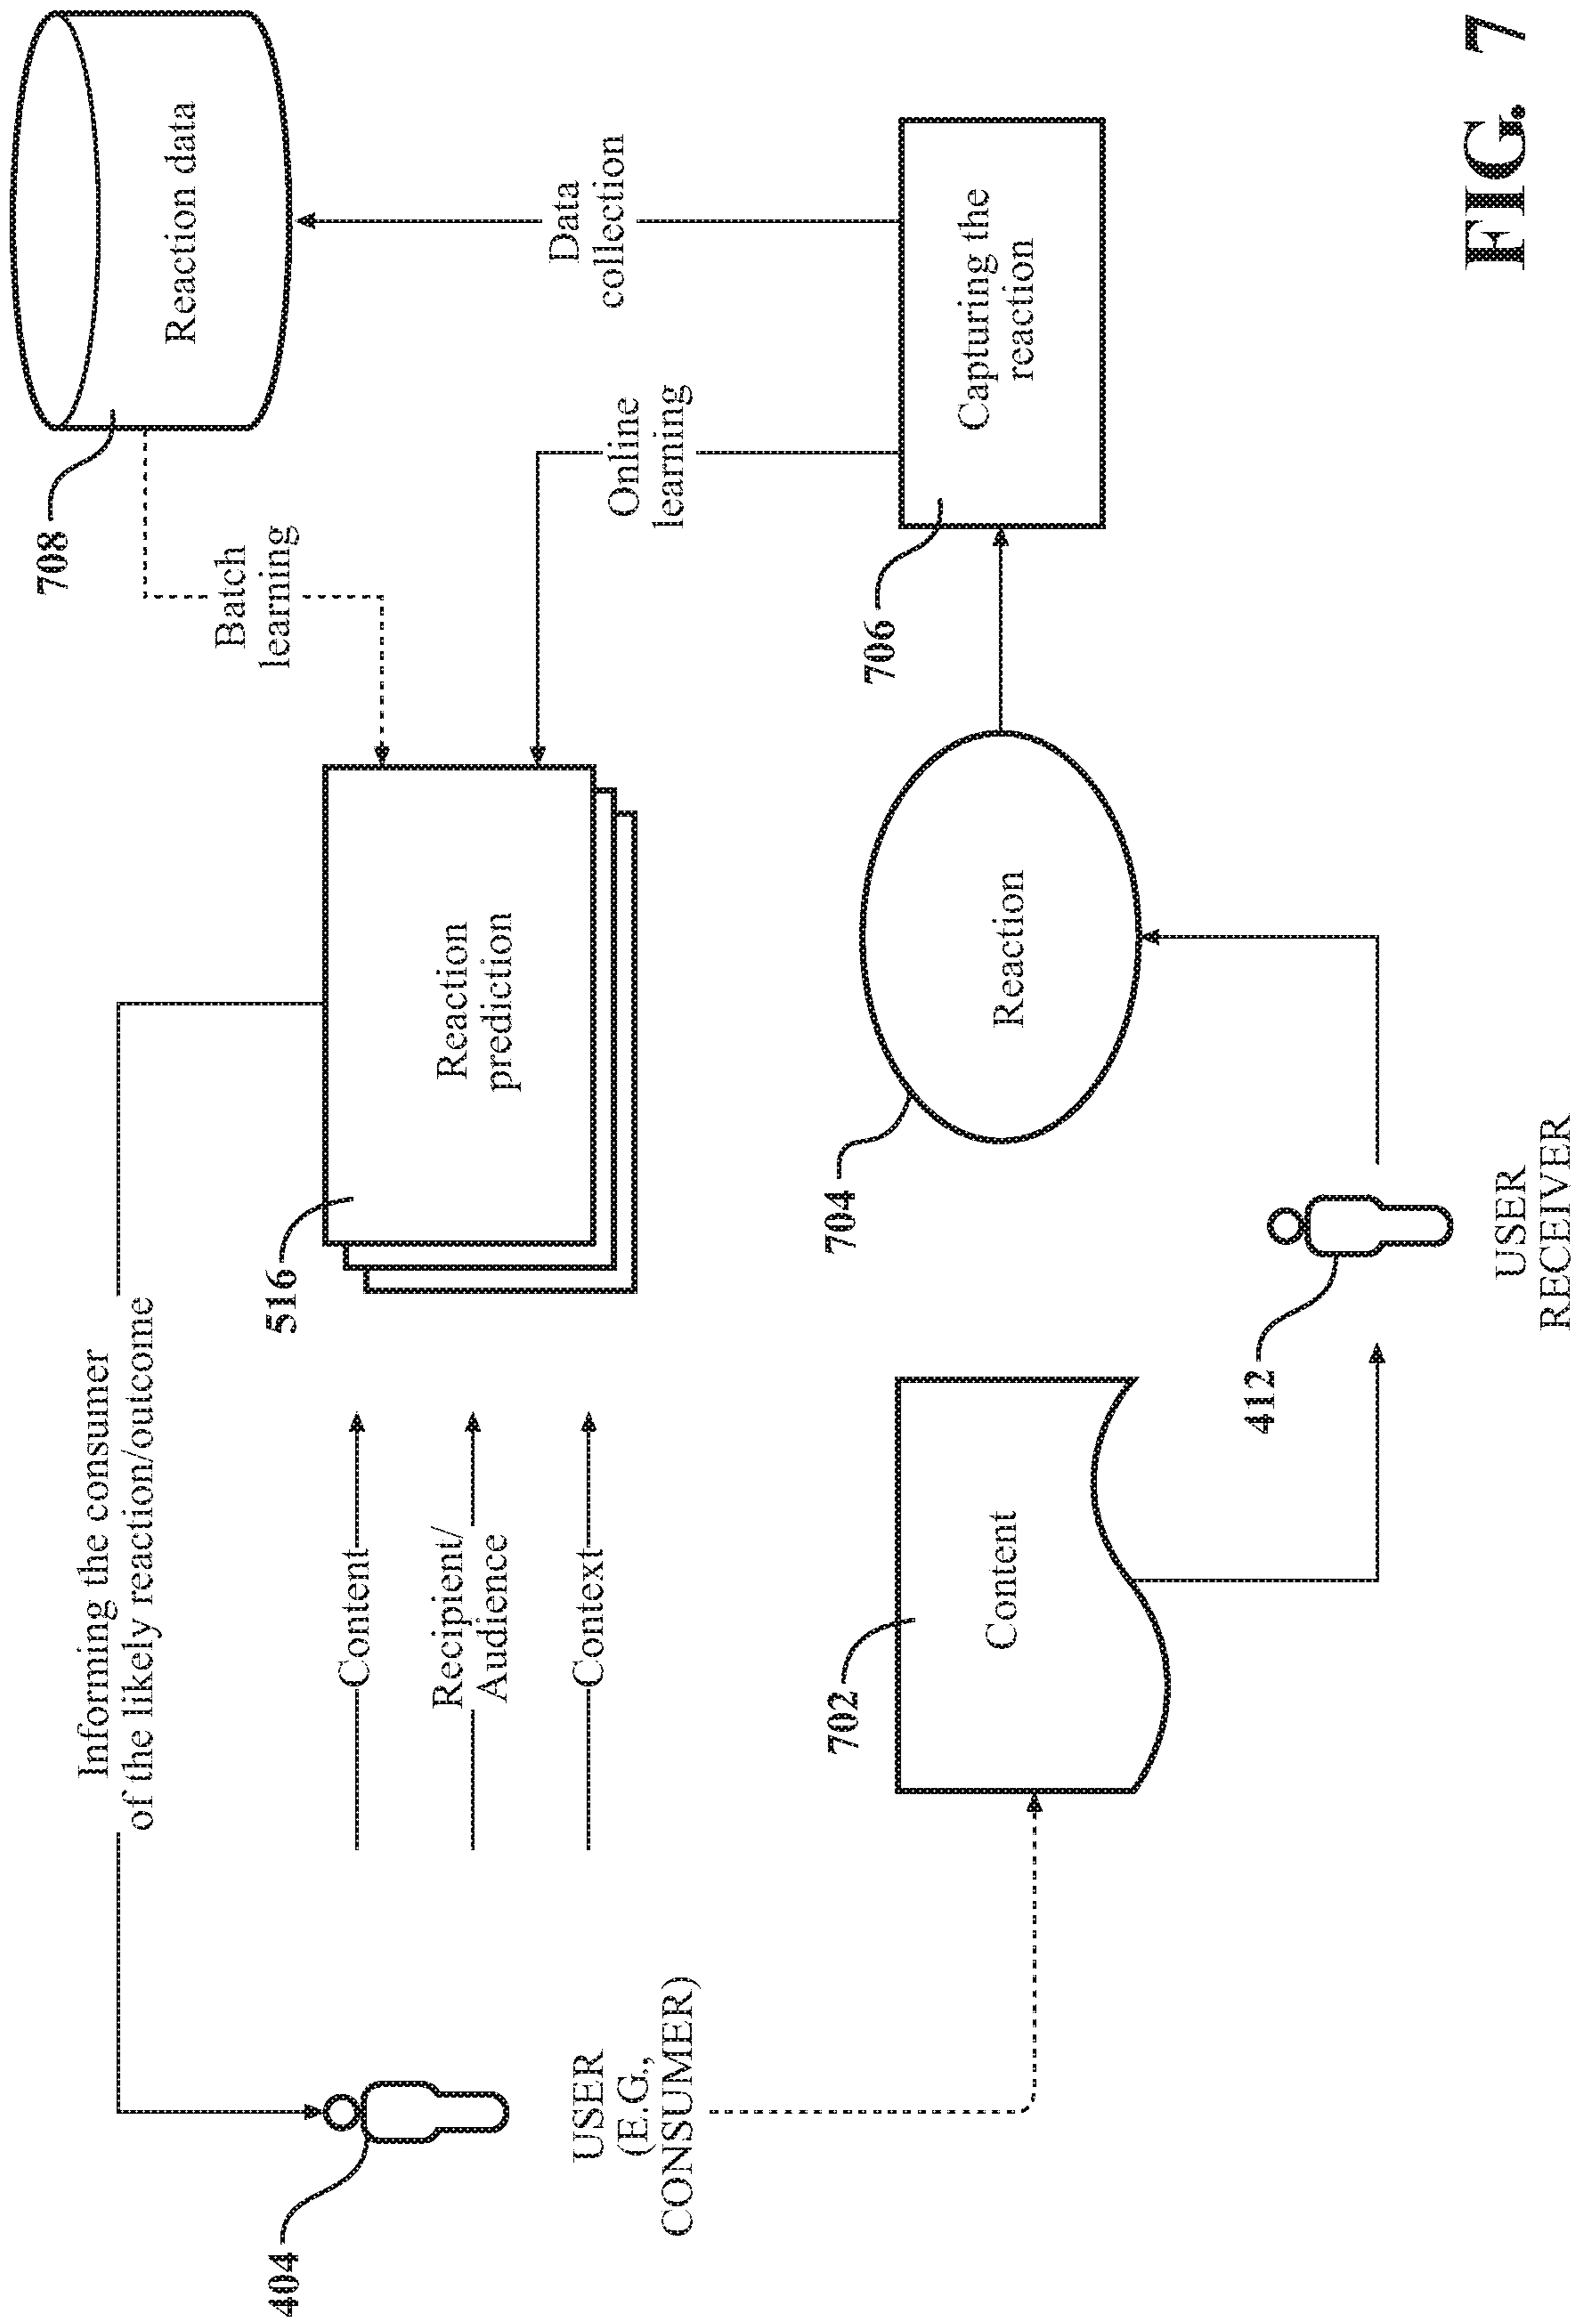 Informing the consumer
of the likely reaction/outcome
708
Reaction data
Batch
learning
404
516
Content
Recipient/
Audience
Context
Reaction
prediction
Online
learning
Data
collection
USER
(E.G.,
CONSUMER)
702
Content
704
Reaction
706
Capturing the
reaction
412
USER
RECEIVER
FIG. 7